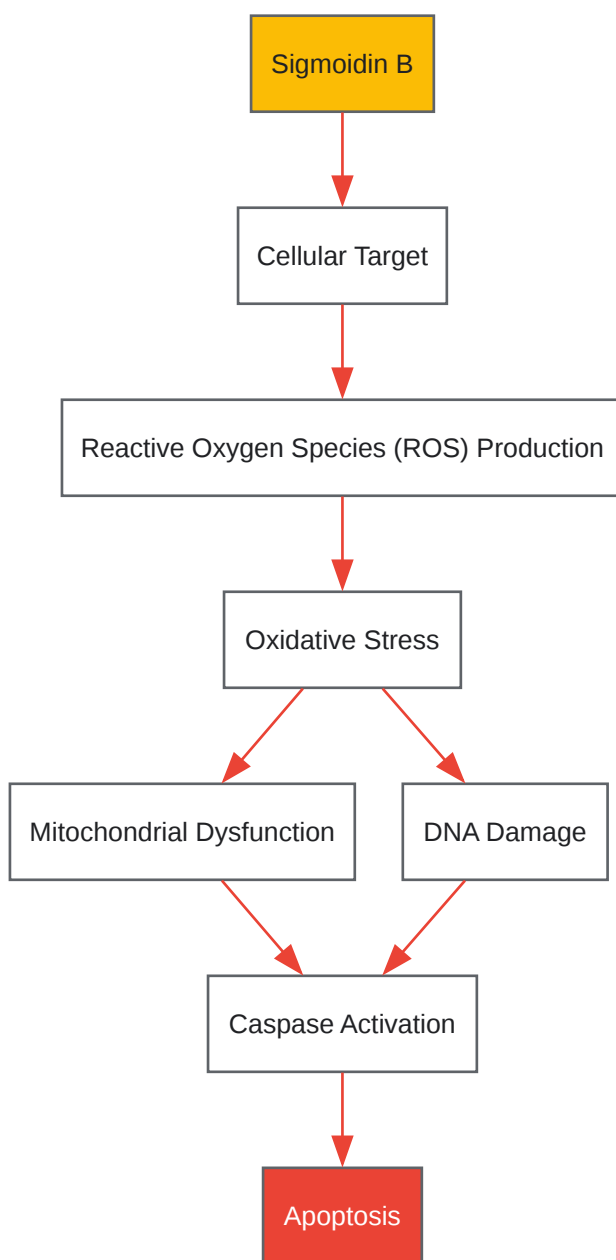 Sigmoidin B
Cellular Target
Reactive Oxygen Species (ROS) Production
Oxidative Stress
Mitochondrial Dysfunction
DNA Damage
Caspase Activation
Apoptosis